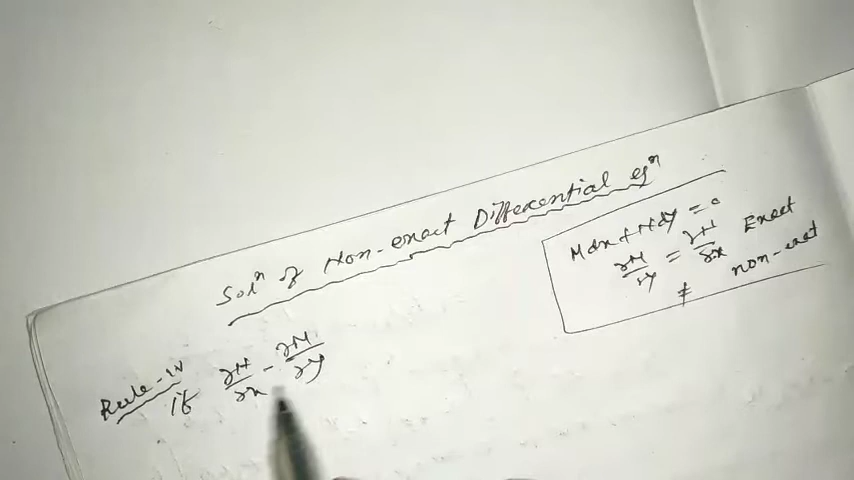 Solⁿ of Non-exact Differential eqⁿ
Mdx + Ndy = 0
∂M/∂y = ∂N/∂x Exact
≠ non-exact
Rule-IV
if ∂N/∂x - ∂M/∂y